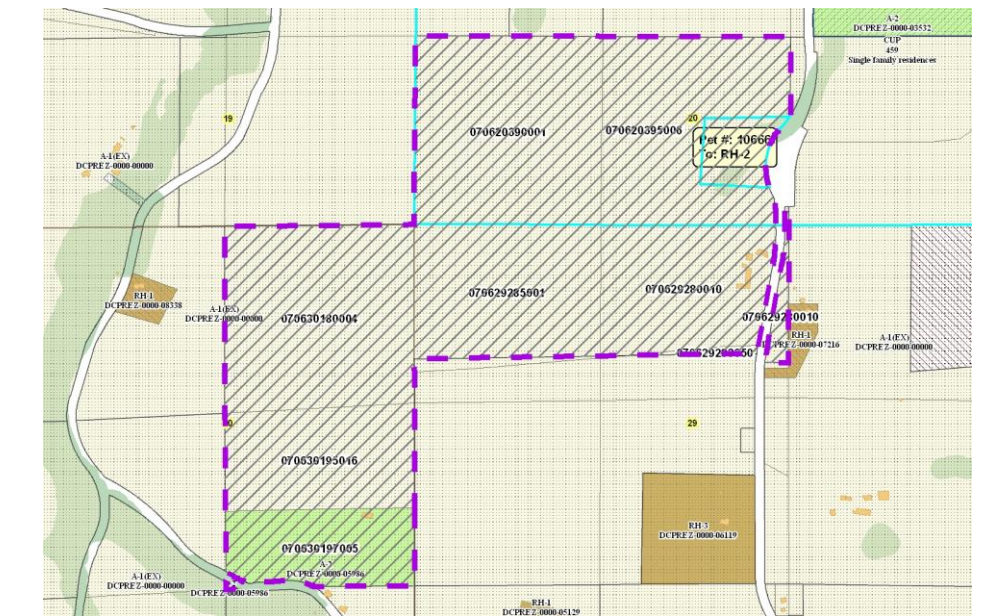 A-2
DCPREZ-0000-03532
CUP
459
Single family residences
19
20
070620390001
070620395006
Pet #: 10666
To: RH-2
A-1(EX)
DCPREZ-0000-00000
RH-1
DCPREZ-0000-08338
A-1(EX)
DCPREZ-0000-00000
070630180004
070629285001
070629280010
070629230010
RH-1
DCPREZ-0000-07216
A-1(EX)
DCPREZ-0000-00000
29
070630195016
RH-3
DCPREZ-0000-06119
070630197005
A-2
DCPREZ-0000-05986
A-1(EX)
DCPREZ-0000-00000
DCPREZ-0000-05986
RH-1
DCPREZ-0000-05129